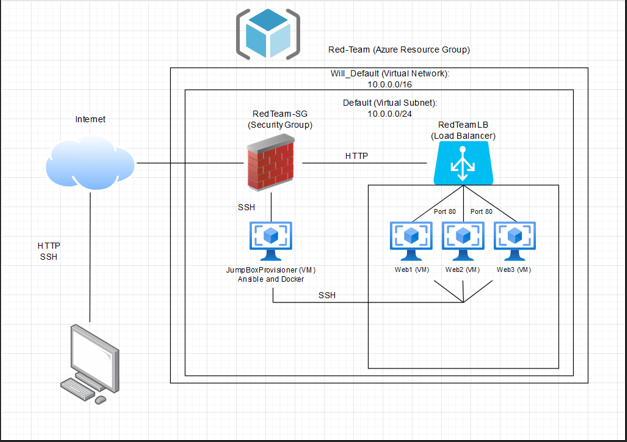 Red-Team (Azure Resource Group)
Will_Default (Virtual Network):
10.0.0.0/16
Default (Virtual Subnet):
10.0.0.0/24
Internet
RedTeam-SG
(Security Group)
RedTeamLB
(Load Balancer)
HTTP
SSH
Port 80
Port 80
HTTP
SSH
JumpBoxProvisioner (VM)
Ansible and Docker
Web1 (VM)
Web2 (VM)
Web3 (VM)
SSH